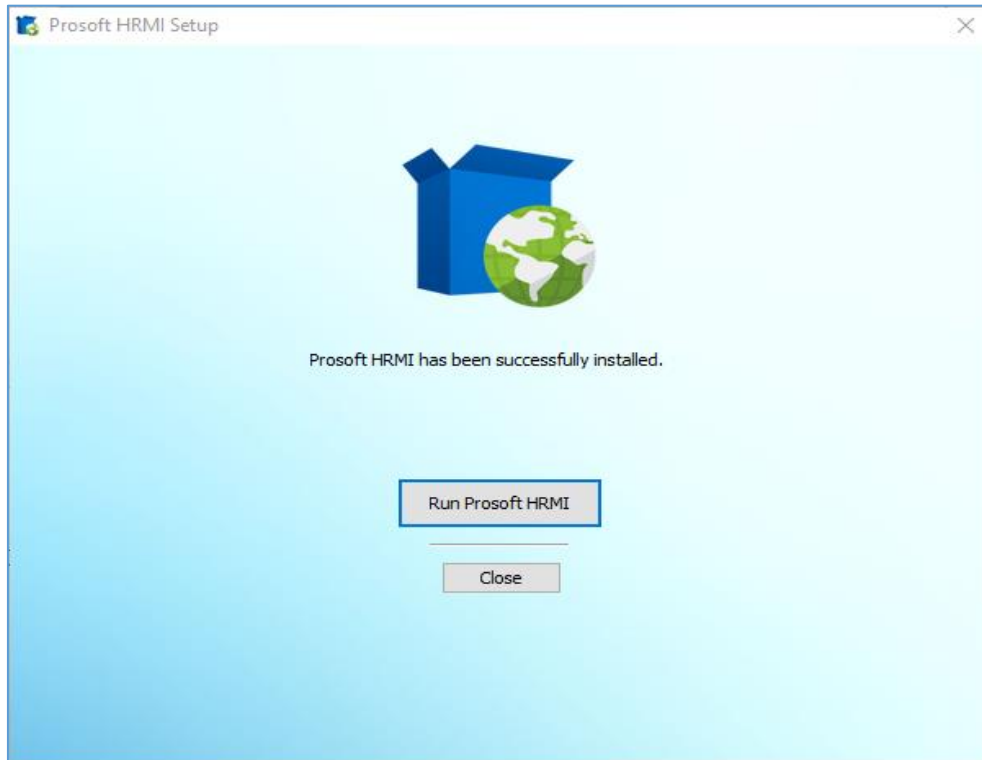 Prosoft HRMI Setup
Prosoft HRMI has been successfully installed.
Run Prosoft HRMI
Close